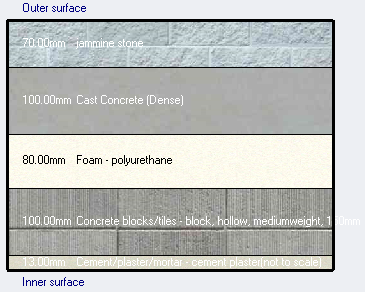 Outer surface
70.00mm jammine stone
100.00mm Cast Concrete (Dense)
80.00mm Foam - polyurethane
100.00mm Concrete blocks/tiles - block, hollow, mediumweight, 150mm
13.00mm Cement/plaster/mortar - cement plaster(not to scale)
Inner surface